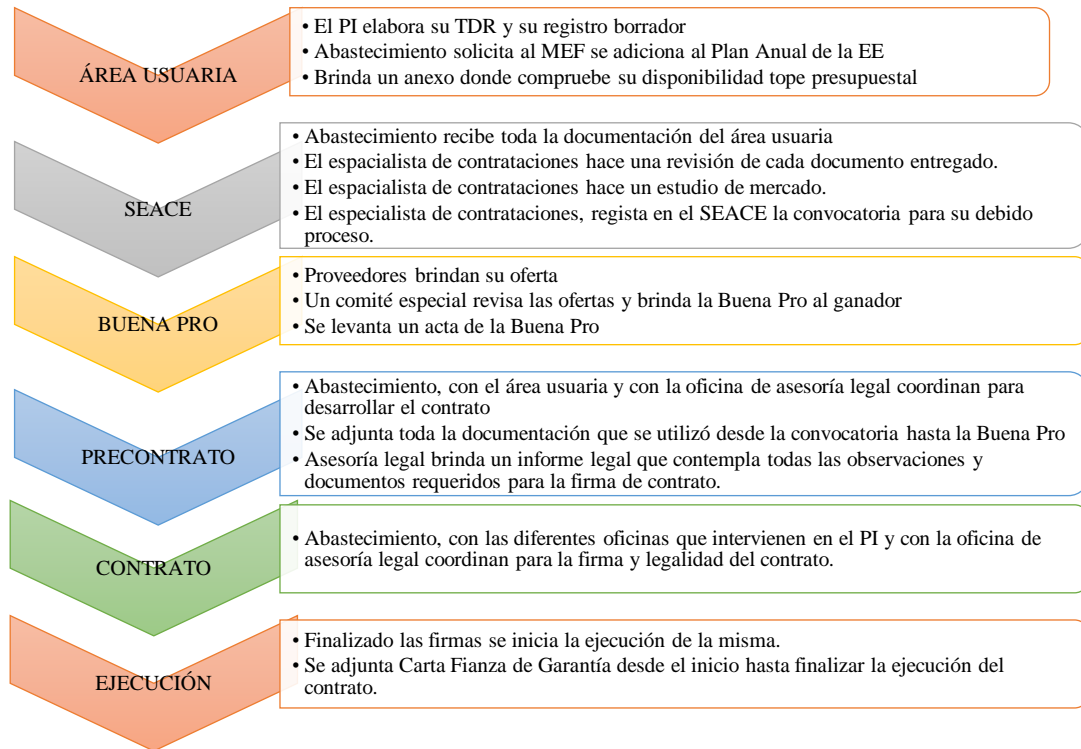 ÁREA USUARIA
• El PI elabora su TDR y su registro borrador
• Abastecimiento solicita al MEF se adiciona al Plan Anual de la EE
• Brinda un anexo donde compruebe su disponibilidad tope presupuestal
SEACE
• Abastecimiento recibe toda la documentación del área usuaria
• El espacialista de contrataciones hace una revisión de cada documento entregado.
• El espacialista de contrataciones hace un estudio de mercado.
• El especialista de contrataciones, regista en el SEACE la convocatoria para su debido
proceso.
BUENA PRO
• Proveedores brindan su oferta
• Un comité especial revisa las ofertas y brinda la Buena Pro al ganador
• Se levanta un acta de la Buena Pro
PRECONTRATO
• Abastecimiento, con el área usuaria y con la oficina de asesoría legal coordinan para
desarrollar el contrato
• Se adjunta toda la documentación que se utilizó desde la convocatoria hasta la Buena Pro
• Asesoría legal brinda un informe legal que contempla todas las observaciones y
documentos requeridos para la firma de contrato.
CONTRATO
• Abastecimiento, con las diferentes oficinas que intervienen en el PI y con la oficina de
asesoría legal coordinan para la firma y legalidad del contrato.
EJECUCIÓN
• Finalizado las firmas se inicia la ejecución de la misma.
• Se adjunta Carta Fianza de Garantía desde el inicio hasta finalizar la ejecución del
contrato.